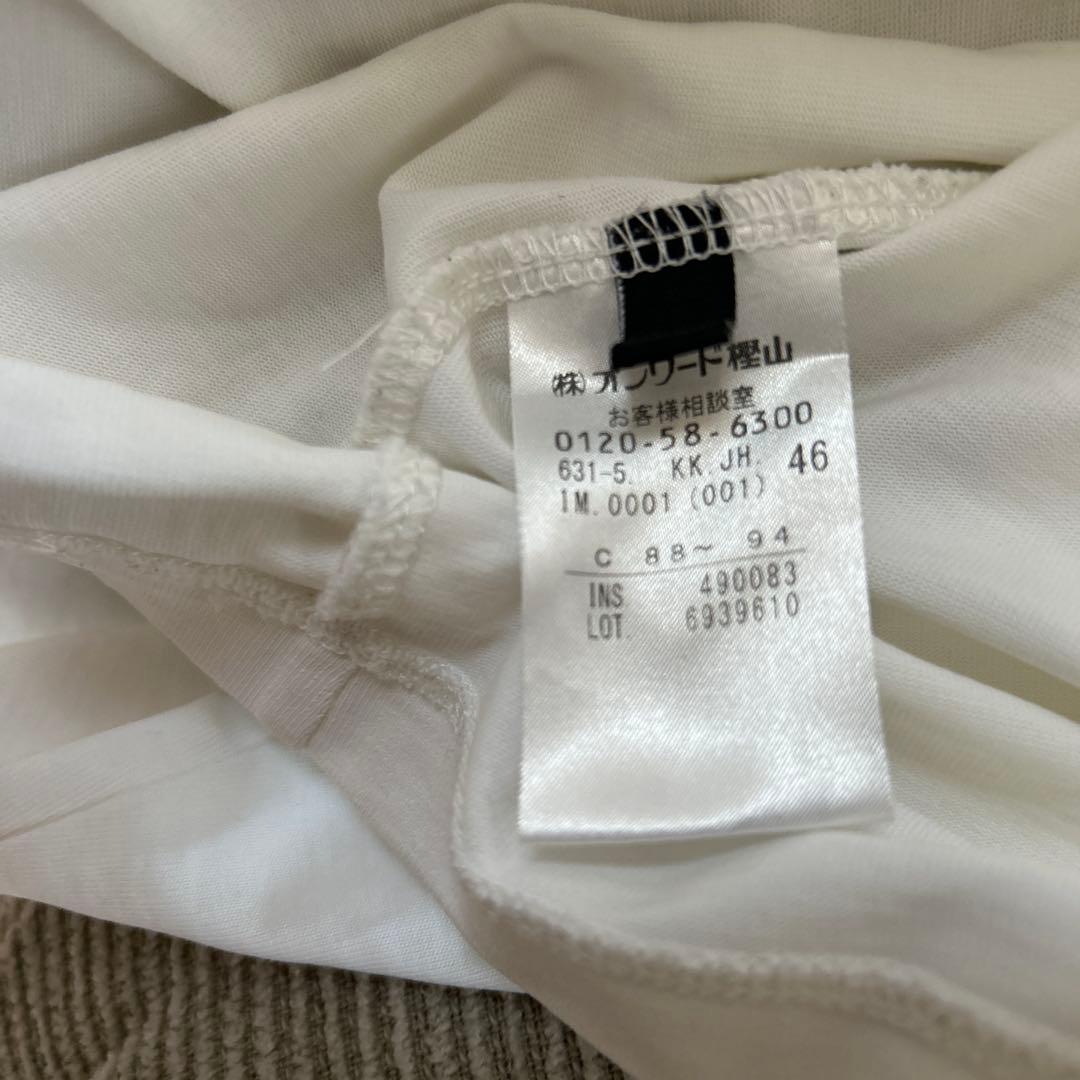 ㈱オンワード樫山
お客様相談室
0120-58-6300
631-5. KK.JH. 46
IM.0001 (001)
C 88～ 94
INS 490083
LOT. 6939610